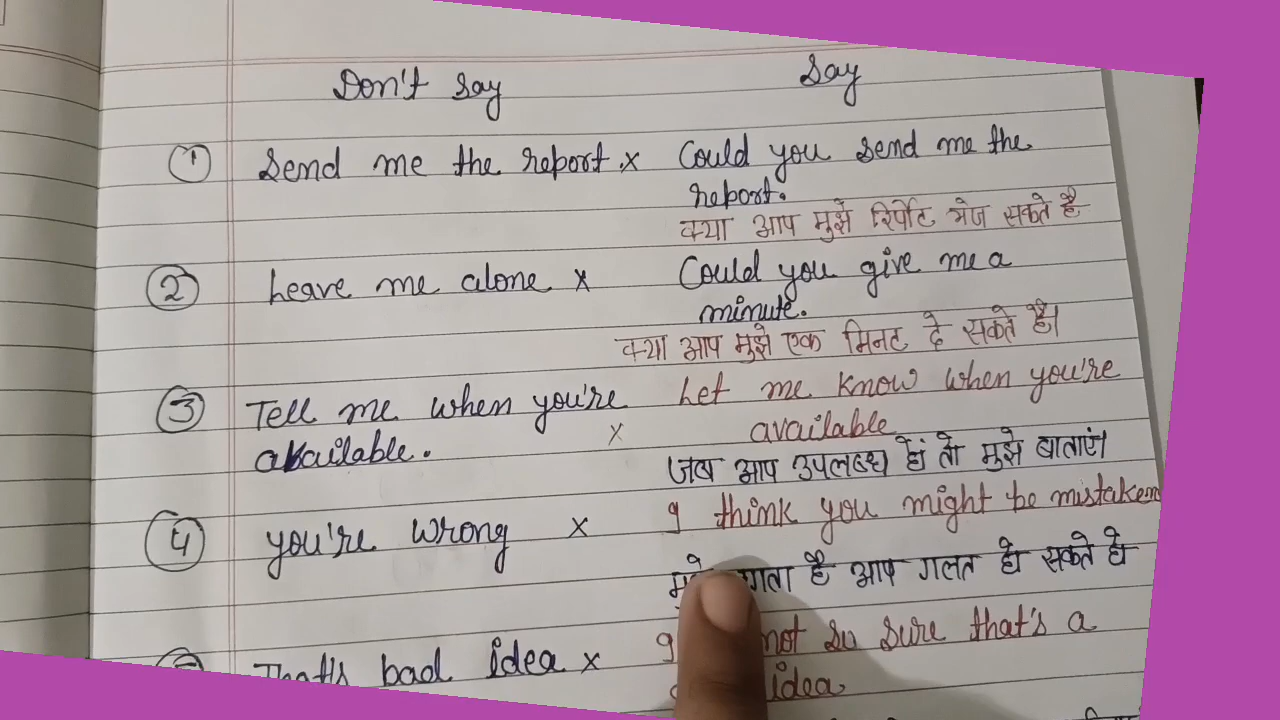 Don't say Say
① Send me the report. x Could you send me the
report.
क्या आप मुझे रिर्पोट भेज सकते है
② Leave me alone x Could you give me a
minute.
क्या आप मुझे एक मिनट दे सकते है।
③ Tell me when you're Let me know when you're
available. x available
जब आप उपलब्ध हों तो मुझे बाताएं।
④ you're wrong x I think you might be mistaken
है आप गलत हो सकते हो
That's bad idea x not so sure that's a
idea